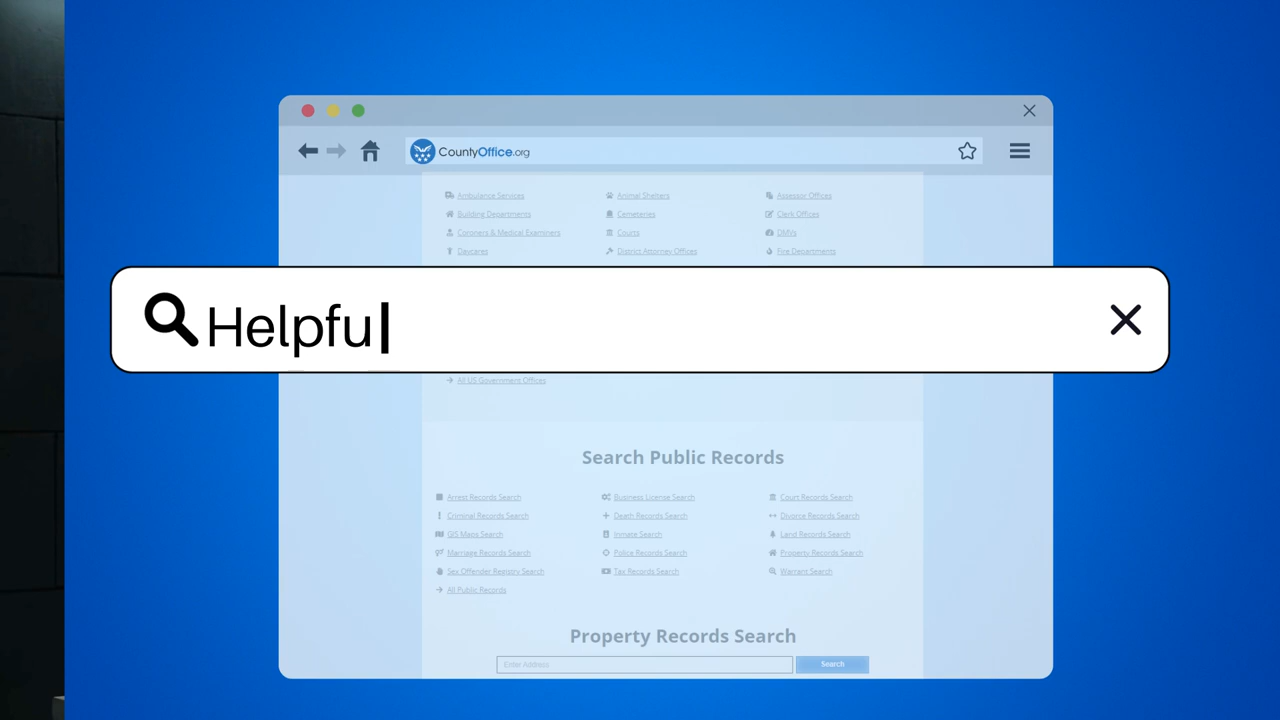 CountyOffice.org
Ambulance Services Animal Shelters Assessor Offices
Building Departments Cemeteries Clerk Offices
Coroners & Medical Examiners Courts DMVs
Daycares District Attorney Offices Fire Departments
Helpfu
All US Government Offices
Search Public Records
Arrest Records Search Business License Search Court Records Search
Criminal Records Search Death Records Search Divorce Records Search
GIS Maps Search Inmate Search Land Records Search
Marriage Records Search Police Records Search Property Records Search
Sex Offender Registry Search Tax Records Search Warrant Search
All Public Records
Property Records Search
Enter Address Search